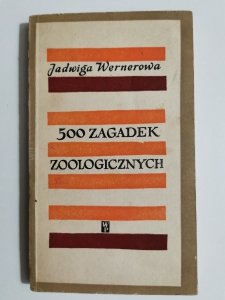 Jadwiga Wernerowa
500 ZAGADEK
ZOOLOGICZNYCH